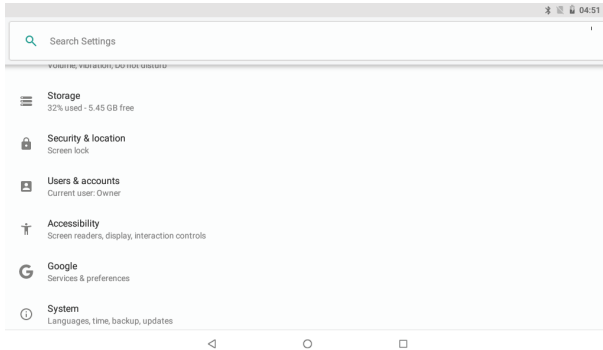 04:51
Search Settings
Volume, vibration, Do not disturb
Storage
32% used - 5.45 GB free
Security & location
Screen lock
Users & accounts
Current user: Owner
Accessibility
Screen readers, display, interaction controls
Google
Services & preferences
System
Languages, time, backup, updates